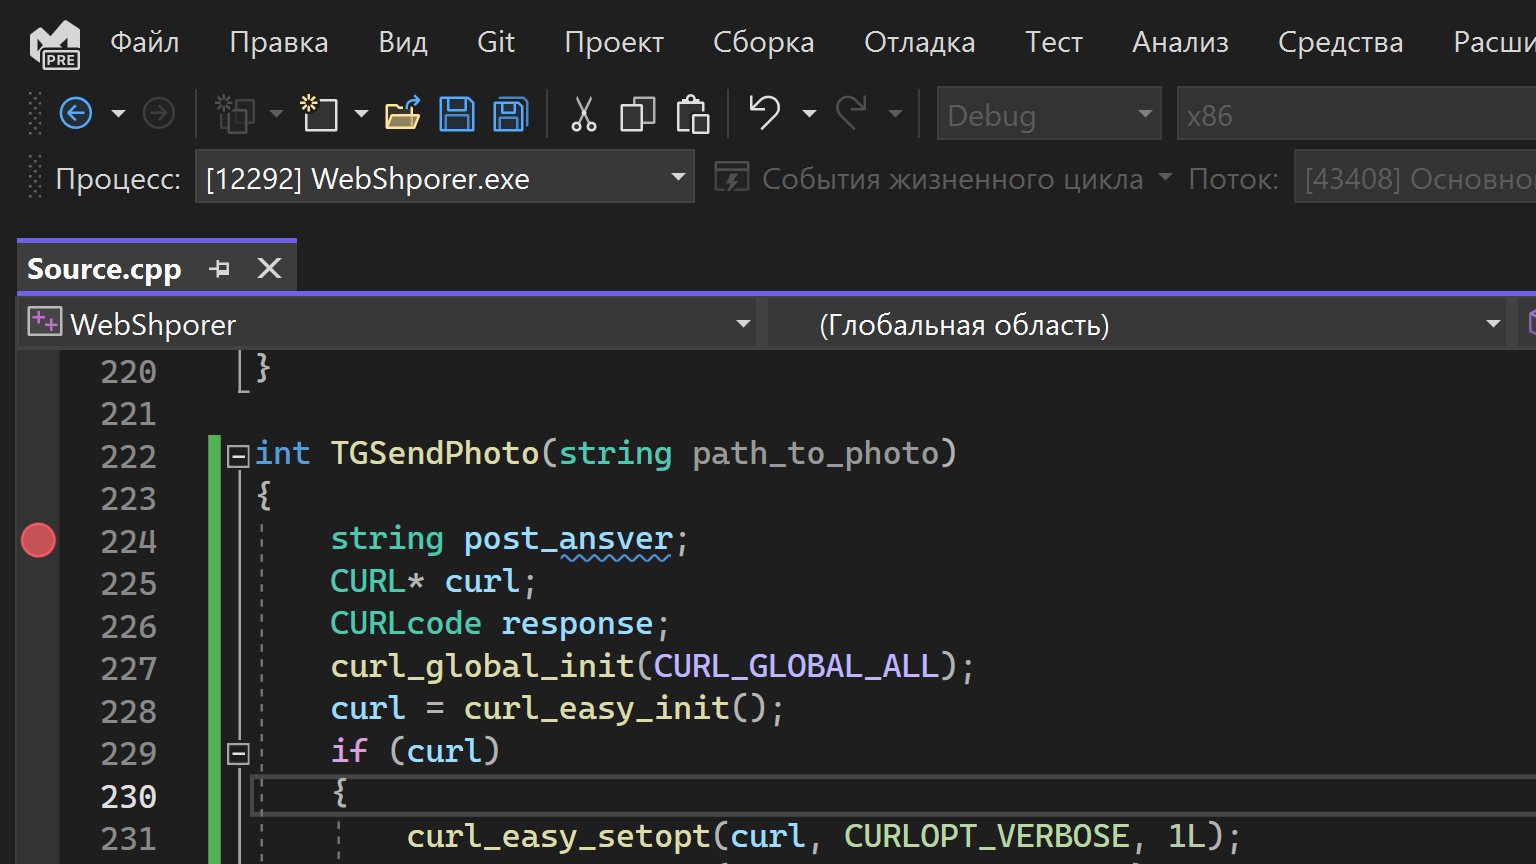 PRE
Файл Правка Вид Git Проект Сборка Отладка Тест Анализ Средства
Debug x86
Процесс: [12292] WebShporer.exe События жизненного цикла Поток: [43408]
Source.cpp
WebShporer (Глобальная область)
220 }
221
222 int TGSendPhoto(string path_to_photo)
223 {
224 string post_ansver;
225 CURL* curl;
226 CURLcode response;
227 curl_global_init(CURL_GLOBAL_ALL);
228 curl = curl_easy_init();
229 if (curl)
230 {
231 curl_easy_setopt(curl, CURLOPT_VERBOSE, 1L);